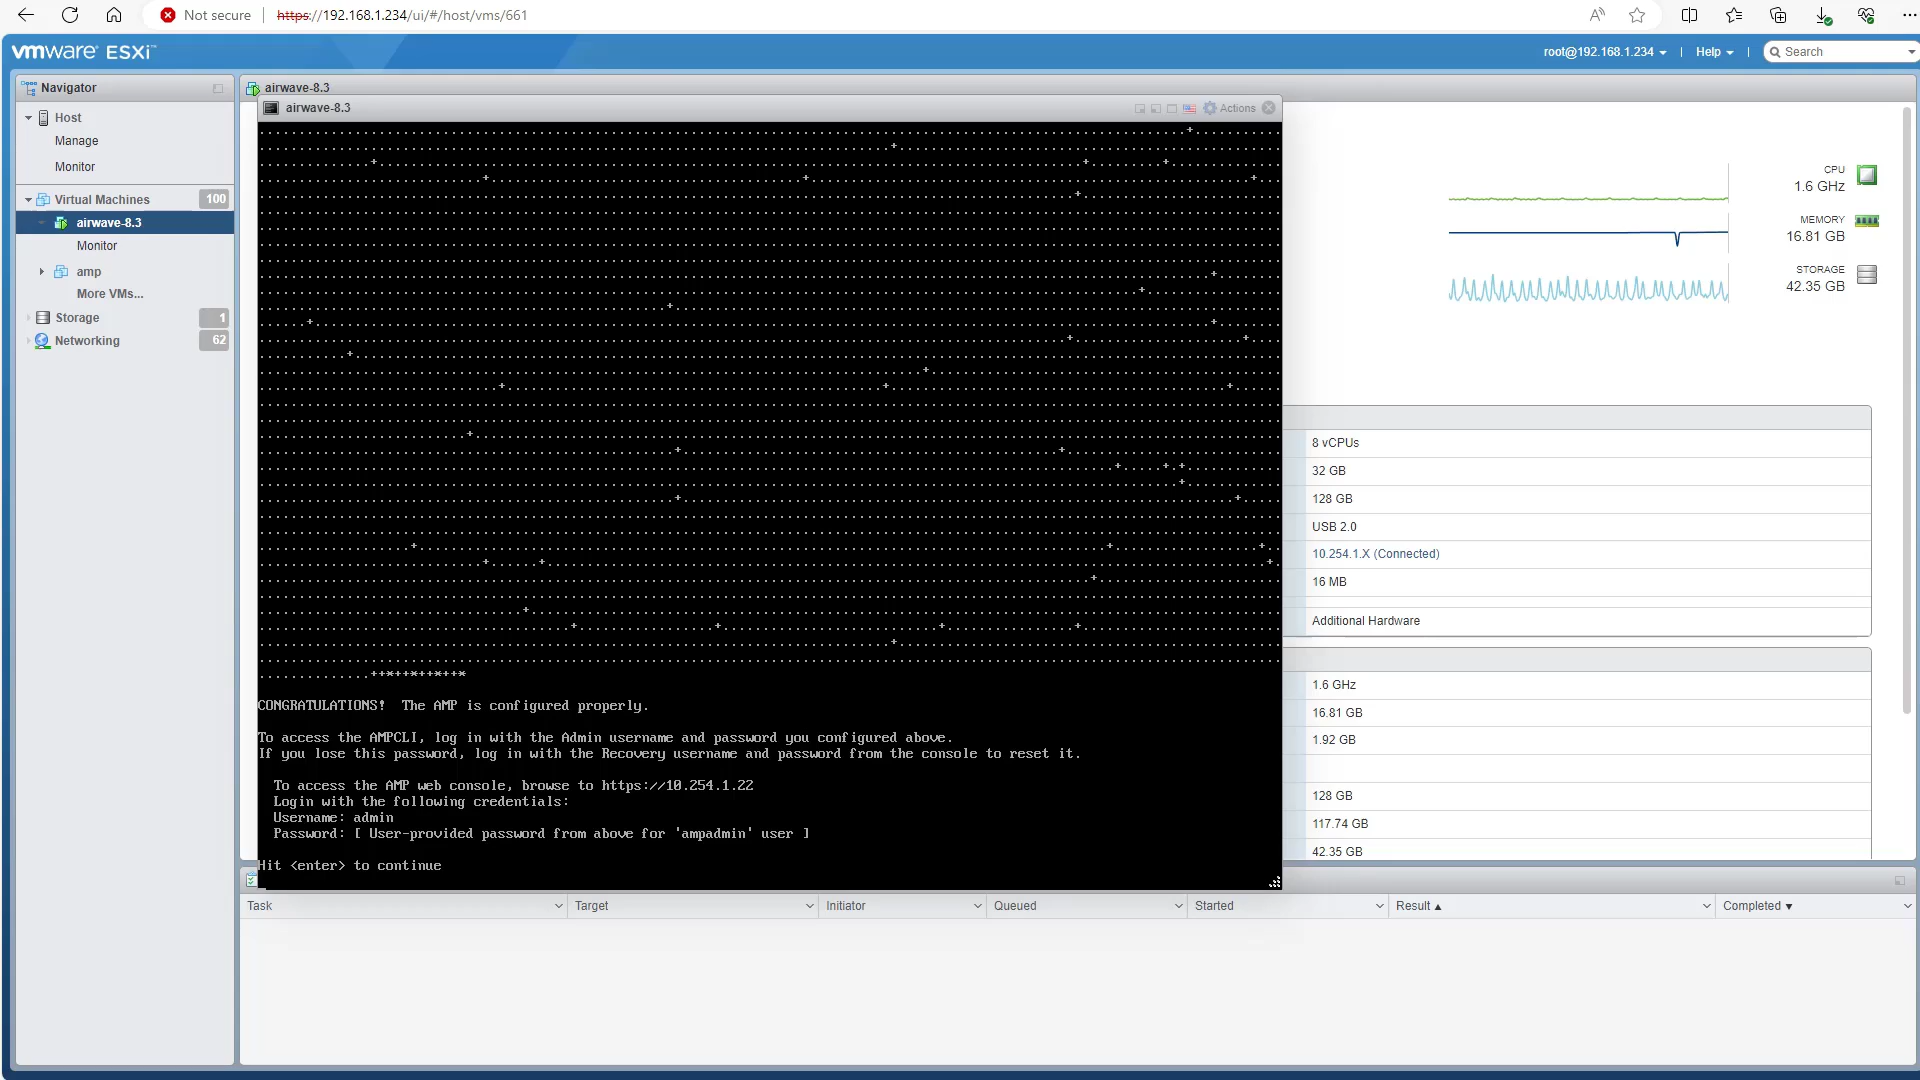 Not secure
https://192.168.1.234/ui/#/host/vms/661
vmware ESXi™
root@192.168.1.234
Help
Search
Navigator
Host
Manage
Monitor
Virtual Machines 100
airwave-8.3
Monitor
amp
More VMs...
Storage 1
Networking 62
airwave-8.3
airwave-8.3
Actions
CPU
1.6 GHz
MEMORY
16.81 GB
STORAGE
42.35 GB
..............++*++**++*++*
CONGRATULATIONS!  The AMP is configured properly.
To access the AMPCLI, log in with the Admin username and password you configured above.
If you lose this password, log in with the Recovery username and password from the console to reset it.
To access the AMP web console, browse to https://10.254.1.22
Login with the following credentials:
Username: admin
Password: [ User-provided password from above for 'ampadmin' user ]
Hit <enter> to continue
8 vCPUs
32 GB
128 GB
USB 2.0
10.254.1.X (Connected)
16 MB
Additional Hardware
1.6 GHz
16.81 GB
1.92 GB
128 GB
117.74 GB
42.35 GB
Task
Target
Initiator
Queued
Started
Result ▲
Completed ▼